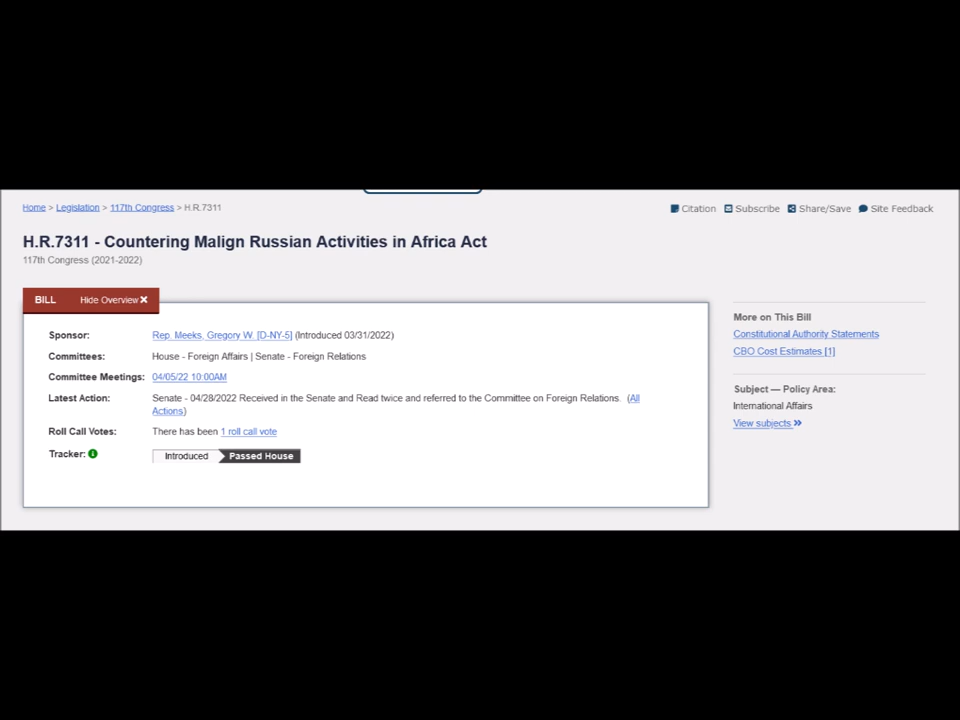 Home > Legislation > 117th Congress > H.R.7311
Citation Subscribe Share/Save Site Feedback
H.R.7311 - Countering Malign Russian Activities in Africa Act
117th Congress (2021-2022)
BILL Hide Overview ✖
Sponsor: Rep. Meeks, Gregory W. [D-NY-5] (Introduced 03/31/2022)
Committees: House - Foreign Affairs | Senate - Foreign Relations
Committee Meetings: 04/05/22 10:00AM
Latest Action: Senate - 04/28/2022 Received in the Senate and Read twice and referred to the Committee on Foreign Relations. (All
Actions)
Roll Call Votes: There has been 1 roll call vote
Tracker: Introduced Passed House
More on This Bill
Constitutional Authority Statements
CBO Cost Estimates [1]
Subject — Policy Area:
International Affairs
View subjects »